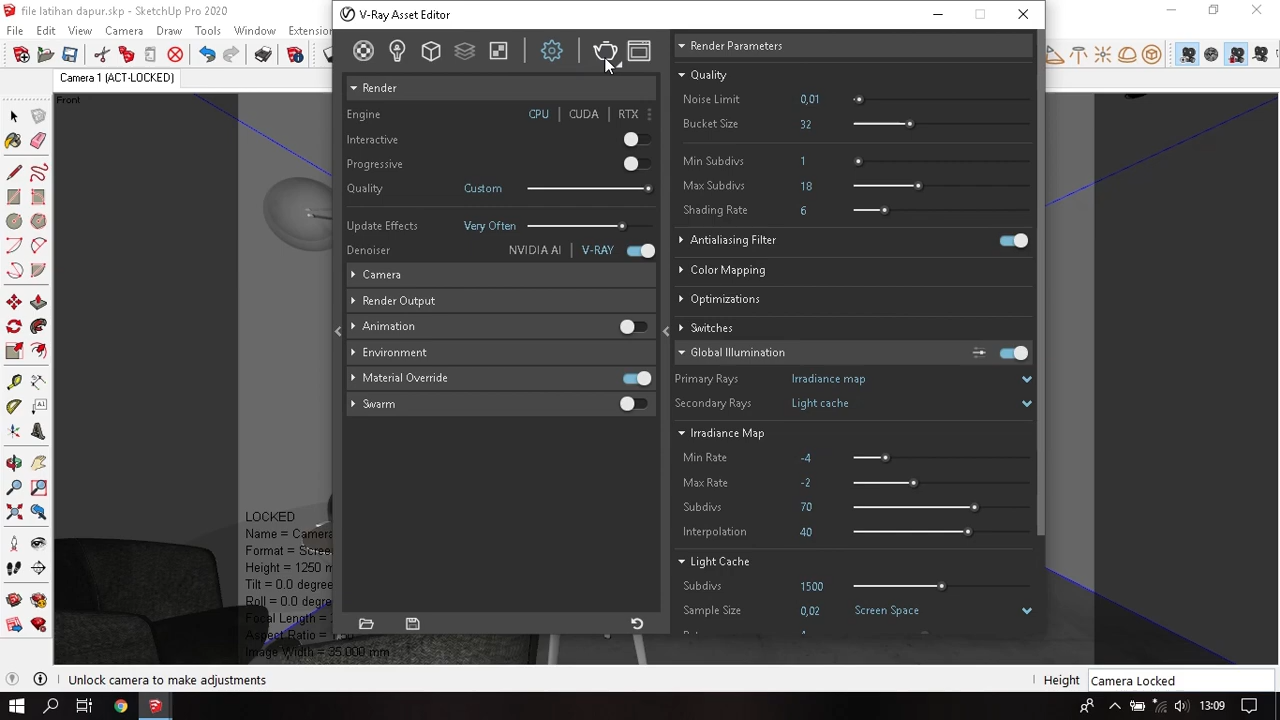 file latihan dapur.skp - SketchUp Pro 2020
File Edit View Camera Draw Tools Window
Camera 1 (ACT-LOCKED)
Front
V-Ray Asset Editor
Render
Engine CPU | CUDA | RTX
Interactive
Progressive
Quality Custom
Update Effects Very Often
Denoiser NVIDIA AI | V-RAY
Camera
Render Output
Animation
Environment
Material Override
Swarm
Render Parameters
Quality
Noise Limit 0,01
Bucket Size 32
Min Subdivs 1
Max Subdivs 18
Shading Rate 6
Antialiasing Filter
Color Mapping
Optimizations
Switches
Global Illumination
Primary Rays Irradiance map
Secondary Rays Light cache
Irradiance Map
Min Rate -4
Max Rate -2
Subdivs 70
Interpolation 40
Light Cache
Subdivs 1500
Sample Size 0,02 Screen Space
LOCKED
Name = Camera
Format = Screen
Height = 1250 m
Tilt = 0.0 degree
Roll = 0.0 degre
Focal Length =
Aspect Ratio =
Image Width = 35.000 mm
Unlock camera to make adjustments
Height Camera Locked
13:09